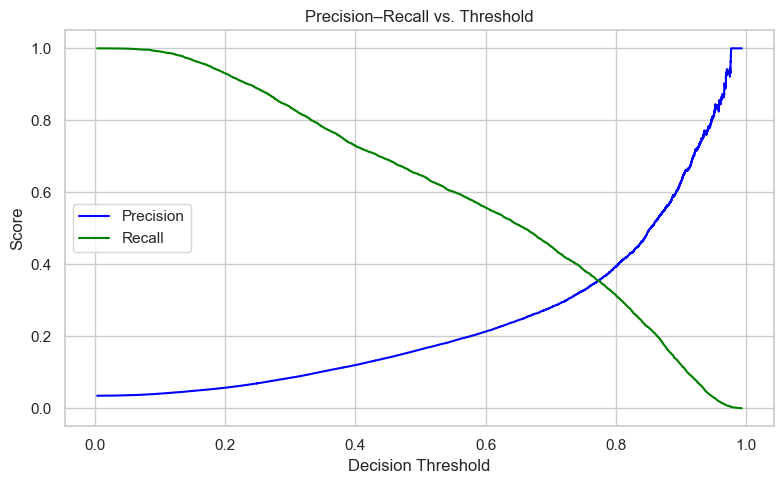 Precision–Recall vs. Threshold
1.0
0.8
0.6
0.4
0.2
0.0
Score
Precision
Recall
0.0 0.2 0.4 0.6 0.8 1.0
Decision Threshold